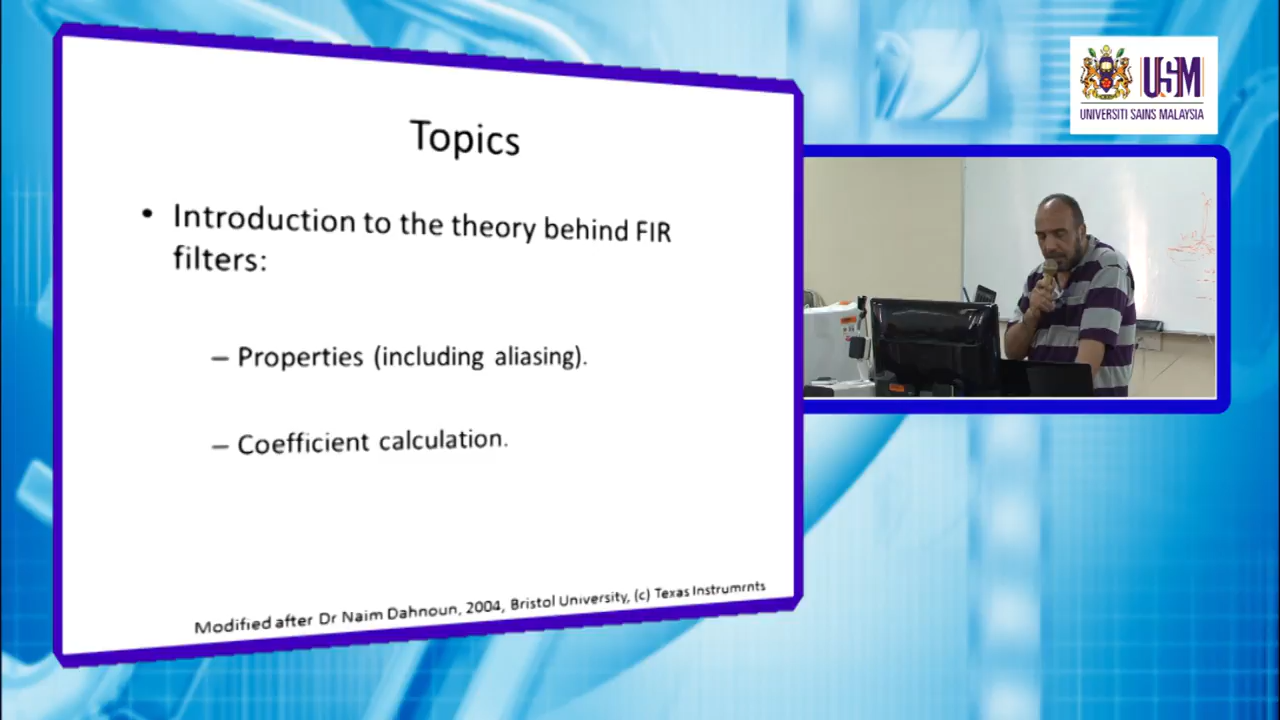 Topics
• Introduction to the theory behind FIR
filters:
– Properties (including aliasing).
– Coefficient calculation.
Modified after Dr Naim Dahnoun, 2004, Bristol University, (c) Texas Instrumrnts
USM
UNIVERSITI SAINS MALAYSIA